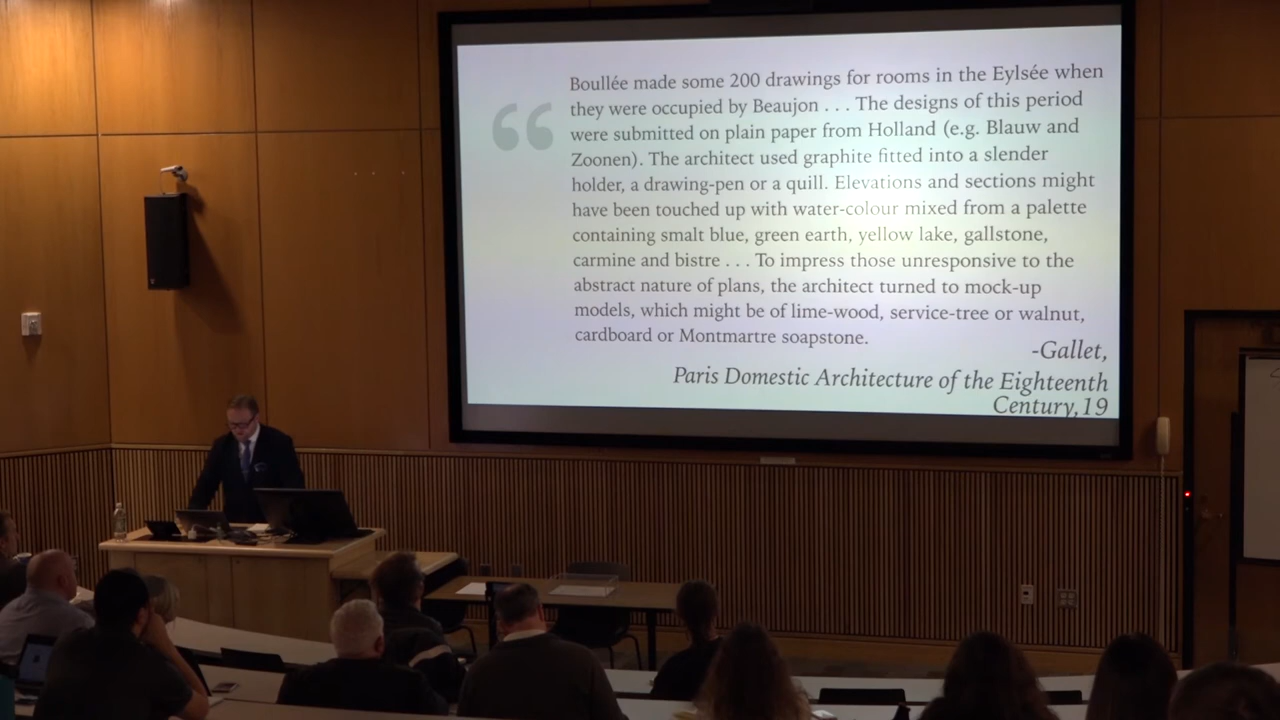 “
Boullée made some 200 drawings for rooms in the Eylsée when
they were occupied by Beaujon . . . The designs of this period
were submitted on plain paper from Holland (e.g. Blauw and
Zoonen). The architect used graphite fitted into a slender
holder, a drawing-pen or a quill. Elevations and sections might
have been touched up with water-colour mixed from a palette
containing smalt blue, green earth, yellow lake, gallstone,
carmine and bistre . . . To impress those unresponsive to the
abstract nature of plans, the architect turned to mock-up
models, which might be of lime-wood, service-tree or walnut,
cardboard or Montmartre soapstone.
-Gallet,
Paris Domestic Architecture of the Eighteenth
Century,19